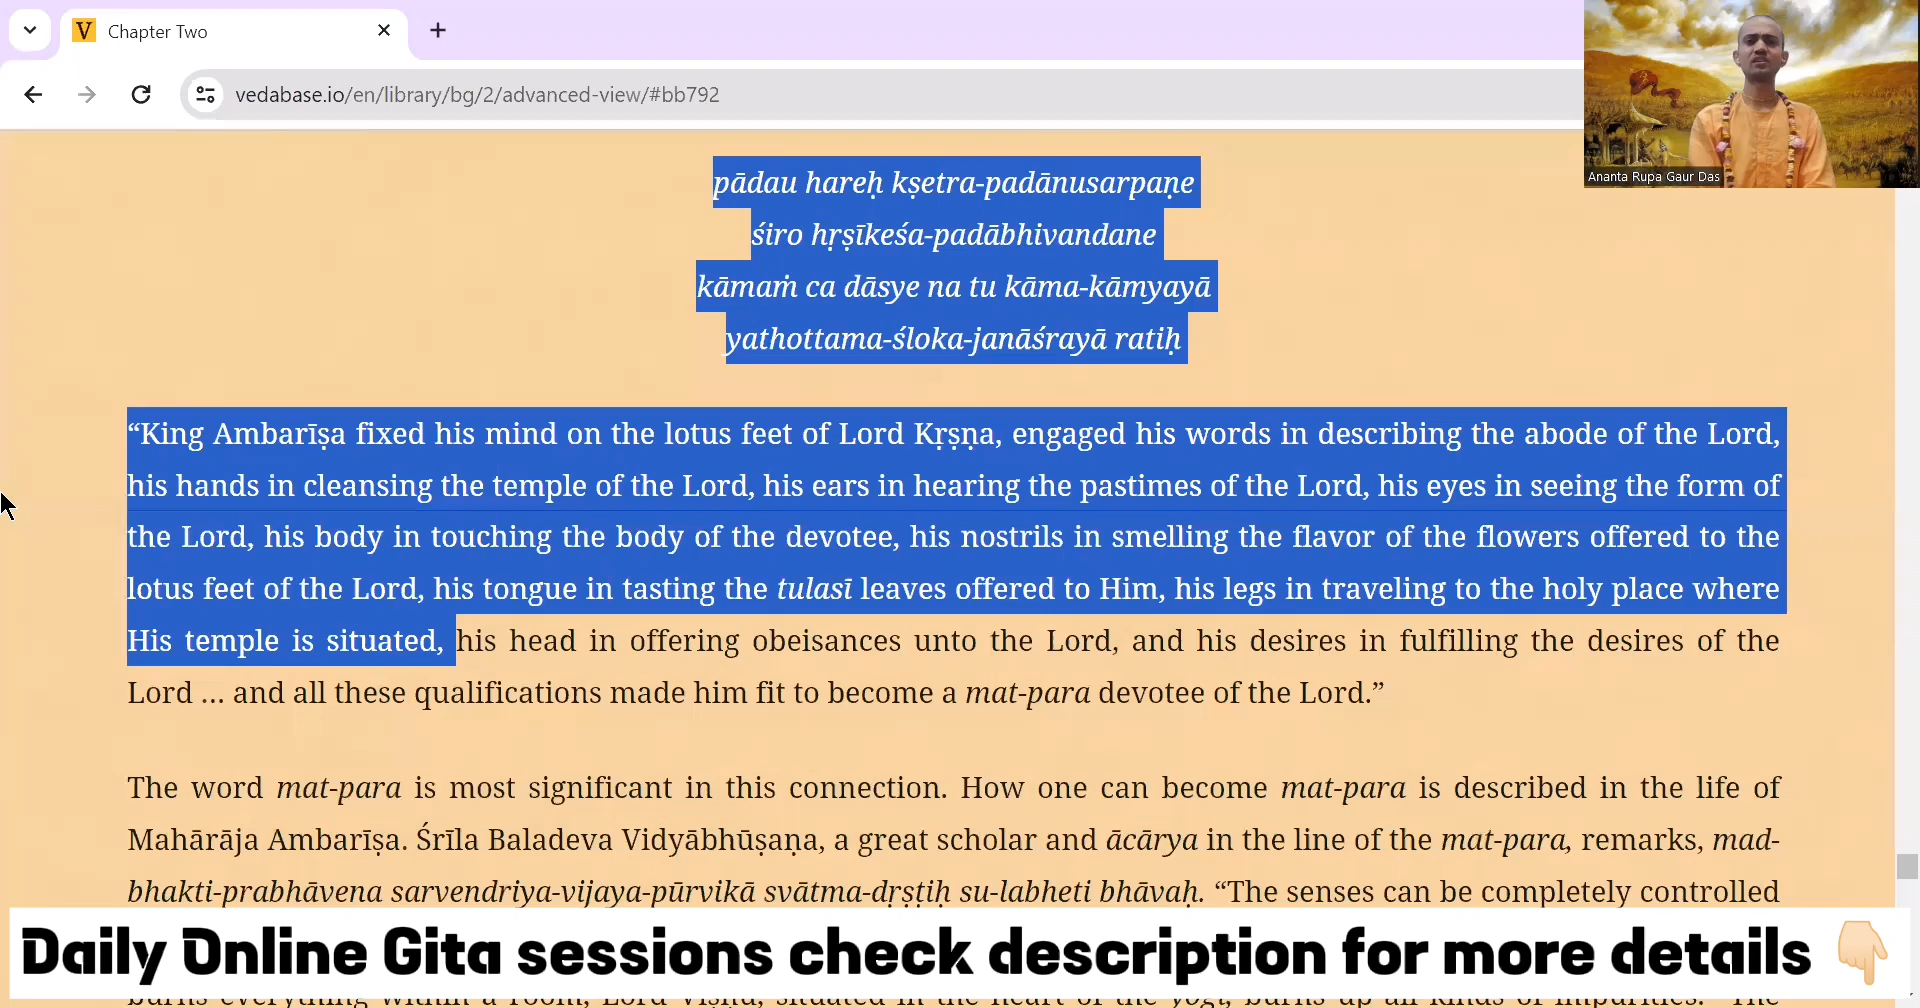 V Chapter Two
vedabase.io/en/library/bg/2/advanced-view/#bb792
Ananta Rupa Gaur Das
pādau hareḥ kṣetra-padānusarpaṇe
śiro hṛṣīkeśa-padābhivandane
kāmaṁ ca dāsye na tu kāma-kāmyayā
yathottama-śloka-janāśrayā ratiḥ
“King Ambarīṣa fixed his mind on the lotus feet of Lord Kṛṣṇa, engaged his words in describing the abode of the Lord,
his hands in cleansing the temple of the Lord, his ears in hearing the pastimes of the Lord, his eyes in seeing the form of
the Lord, his body in touching the body of the devotee, his nostrils in smelling the flavor of the flowers offered to the
lotus feet of the Lord, his tongue in tasting the tulasī leaves offered to Him, his legs in traveling to the holy place where
His temple is situated, his head in offering obeisances unto the Lord, and his desires in fulfilling the desires of the
Lord … and all these qualifications made him fit to become a mat-para devotee of the Lord.”
The word mat-para is most significant in this connection. How one can become mat-para is described in the life of
Mahārāja Ambarīṣa. Śrīla Baladeva Vidyābhūṣaṇa, a great scholar and ācārya in the line of the mat-para, remarks, mad-
bhakti-prabhāvena sarvendriya-vijaya-pūrvikā svātma-dṛṣṭiḥ su-labheti bhāvaḥ. “The senses can be completely controlled
Daily Online Gita sessions check description for more details